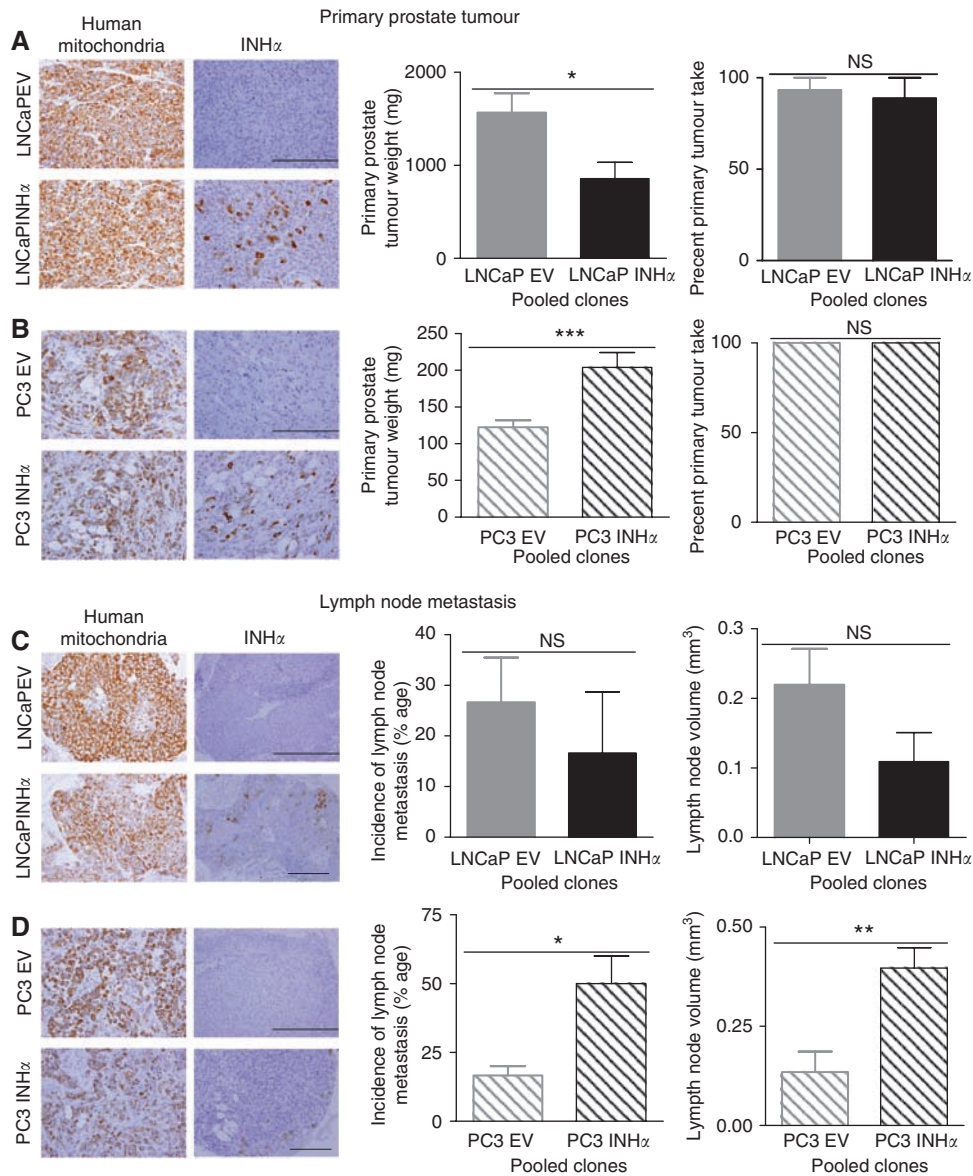 Primary prostate tumour
A
Human
mitochondria
INHα
LNCaPEV
LNCaPINHα
Primary prostate
tumour weight (mg)
2000
1000
0
*
LNCaP EV
LNCaP INHα
Pooled clones
Precent primary tumour take
100
50
0
NS
LNCaP EV
LNCaP INHα
Pooled clones
B
PC3 EV
PC3 INHα
Primary prostate
tumour weight (mg)
250
200
150
100
50
0
***
PC3 EV
PC3 INHα
Pooled clones
Precent primary tumour take
100
50
0
NS
PC3 EV
PC3 INHα
Pooled clones
Lymph node metastasis
C
Human
mitochondria
INHα
LNCaPEV
LNCaPINHα
Incidence of lymph node
metastasis (% age)
40
30
20
10
0
NS
LNCaP EV
LNCaP INHα
Pooled clones
Lymph node volume (mm³)
0.3
0.2
0.1
0.0
NS
LNCaP EV
LNCaP INHα
Pooled clones
D
PC3 EV
PC3 INHα
Incidence of lymph node
metastasis (% age)
75
50
25
0
*
PC3 EV
PC3 INHα
Pooled clones
Lymph node volume (mm³)
0.50
0.25
0.00
**
PC3 EV
PC3 INHα
Pooled clones